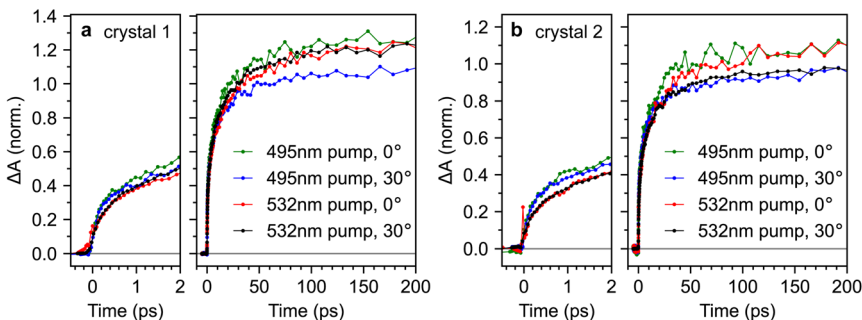 a crystal 1
ΔA (norm.)
1.4
1.2
1.0
0.8
0.6
0.4
0.2
0.0
495nm pump, 0°
495nm pump, 30°
532nm pump, 0°
532nm pump, 30°
0 1 2
0 50 100 150 200
Time (ps)
Time (ps)
b crystal 2
ΔA (norm.)
1.2
1.0
0.8
0.6
0.4
0.2
0.0
495nm pump, 0°
495nm pump, 30°
532nm pump, 0°
532nm pump, 30°
0 1 2
0 50 100 150 200
Time (ps)
Time (ps)